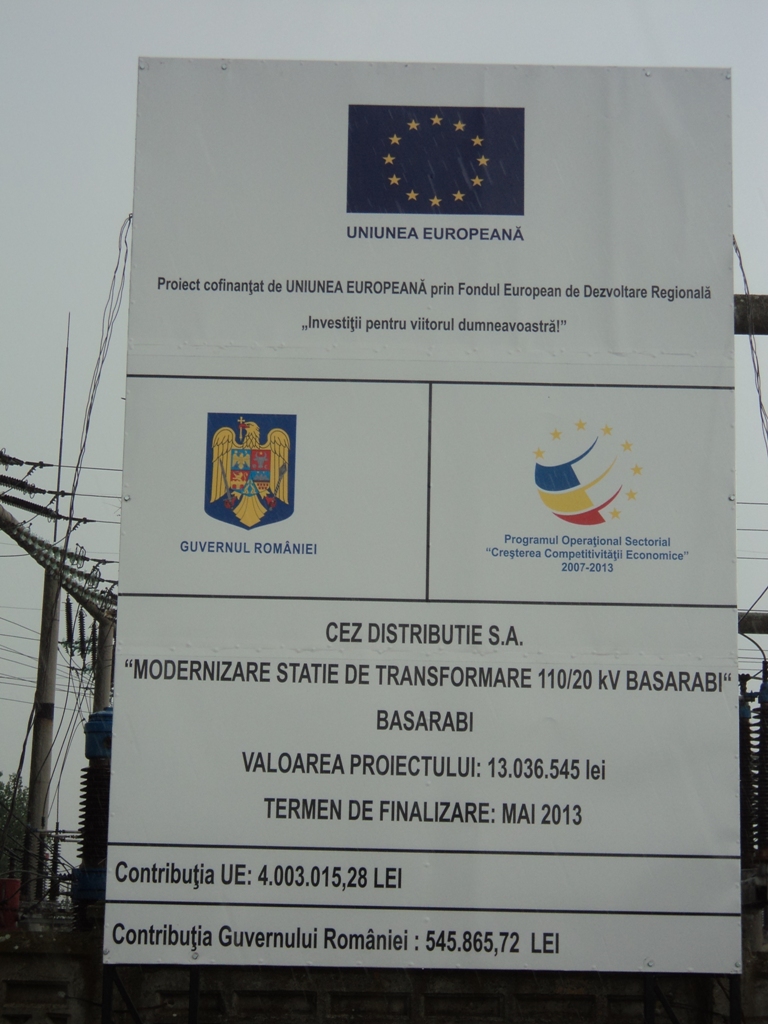 UNIUNEA EUROPEANĂ
Proiect cofinanţat de UNIUNEA EUROPEANĂ prin Fondul European de Dezvoltare Regională
„Investiţii pentru viitorul dumneavoastră!”
GUVERNUL ROMÂNIEI
Programul Operaţional Sectorial
“Creşterea Competitivităţii Economice”
2007-2013
CEZ DISTRIBUTIE S.A.
“MODERNIZARE STATIE DE TRANSFORMARE 110/20 kV BASARABI“
BASARABI
VALOAREA PROIECTULUI: 13.036.545 lei
TERMEN DE FINALIZARE: MAI 2013
Contribuţia UE: 4.003.015,28 LEI
Contribuţia Guvernului României : 545.865,72 LEI